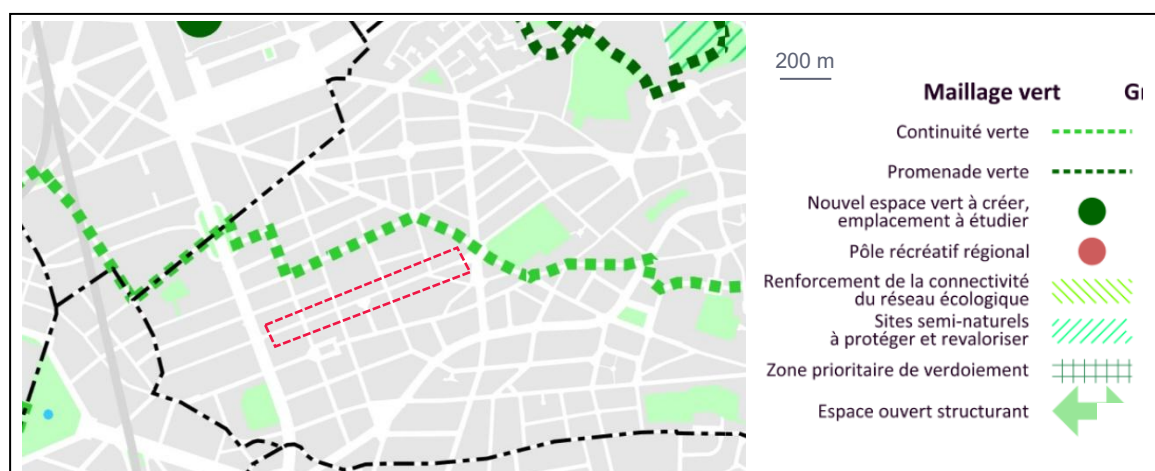 200 m
Maillage vert
Continuité verte
Promenade verte
Nouvel espace vert à créer,
emplacement à étudier
Pôle récréatif régional
Renforcement de la connectivité
du réseau écologique
Sites semi-naturels
à protéger et revaloriser
Zone prioritaire de verdoiement
Espace ouvert structurant